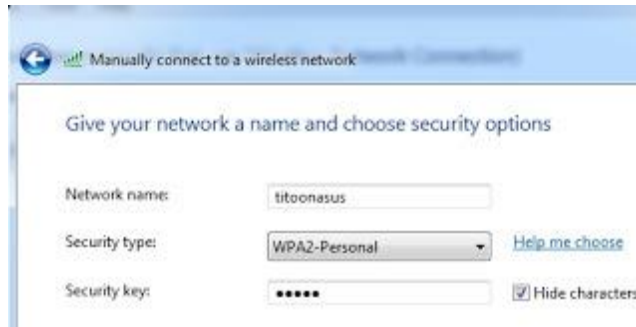 Manually connect to a wireless network
Give your network a name and choose security options
Network name: titoonasus
Security type: WPA2-Personal Help me choose
Security key: ••••• Hide characters